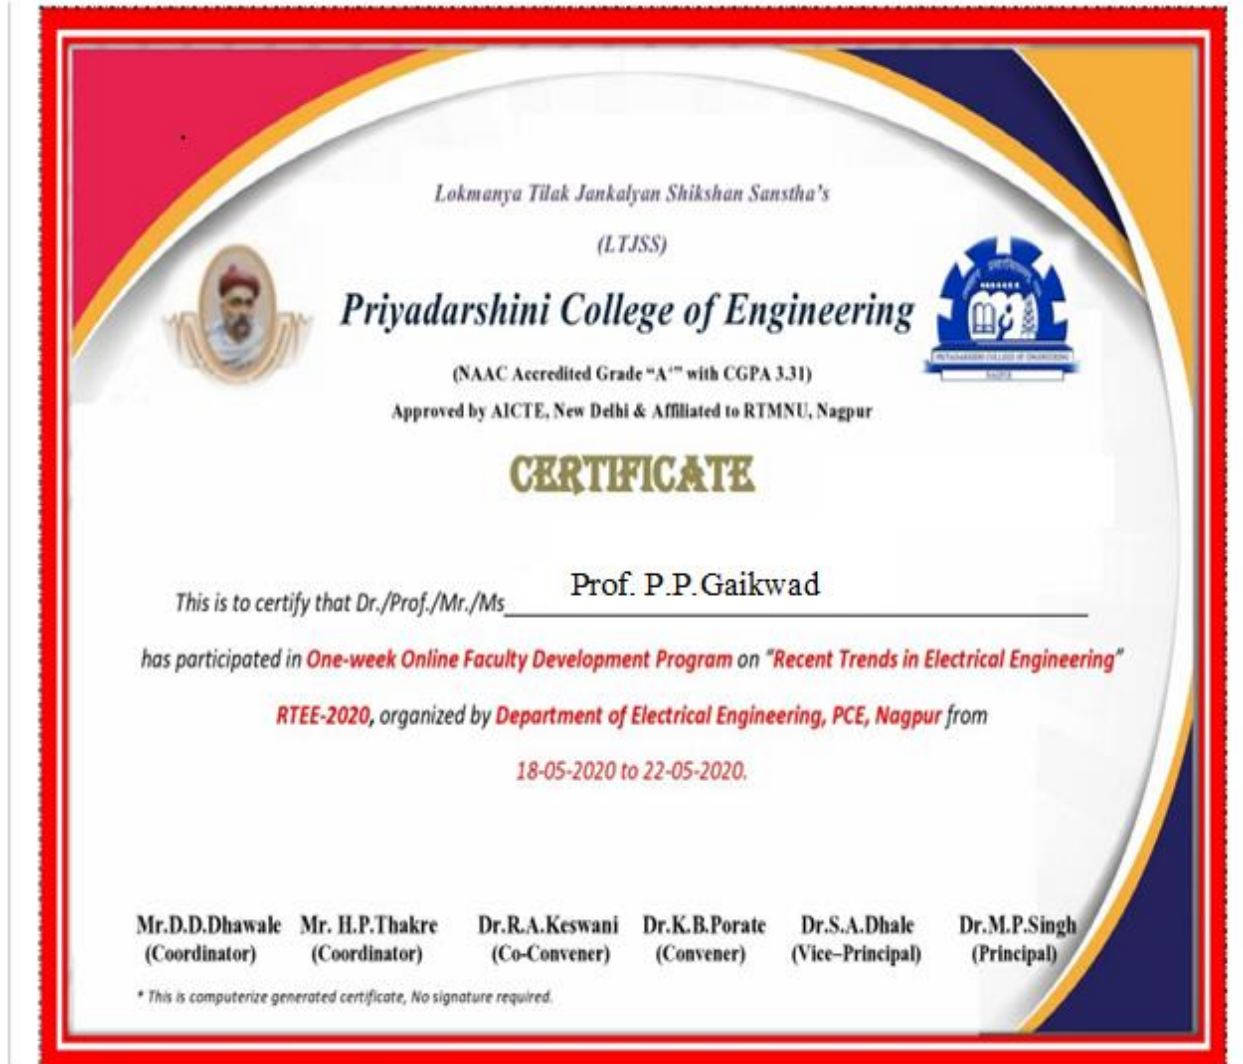 Lokmanya Tilak Jankalyan Shikshan Sanstha's
(LTJSS)
Priyadarshini College of Engineering
(NAAC Accredited Grade “A+” with CGPA 3.31)
Approved by AICTE, New Delhi & Affiliated to RTMNU, Nagpur
PRIYADARSHINI COLLEGE OF ENGINEERING
NAGPUR
CERTIFICATE
This is to certify that Dr./Prof./Mr./Ms Prof. P.P.Gaikwad
has participated in One-week Online Faculty Development Program on “Recent Trends in Electrical Engineering”
RTEE-2020, organized by Department of Electrical Engineering, PCE, Nagpur from
18-05-2020 to 22-05-2020.
Mr.D.D.Dhawale Mr. H.P.Thakre Dr.R.A.Keswani Dr.K.B.Porate Dr.S.A.Dhale Dr.M.P.Singh
(Coordinator) (Coordinator) (Co-Convener) (Convener) (Vice–Principal) (Principal)
* This is computerize generated certificate, No signature required.